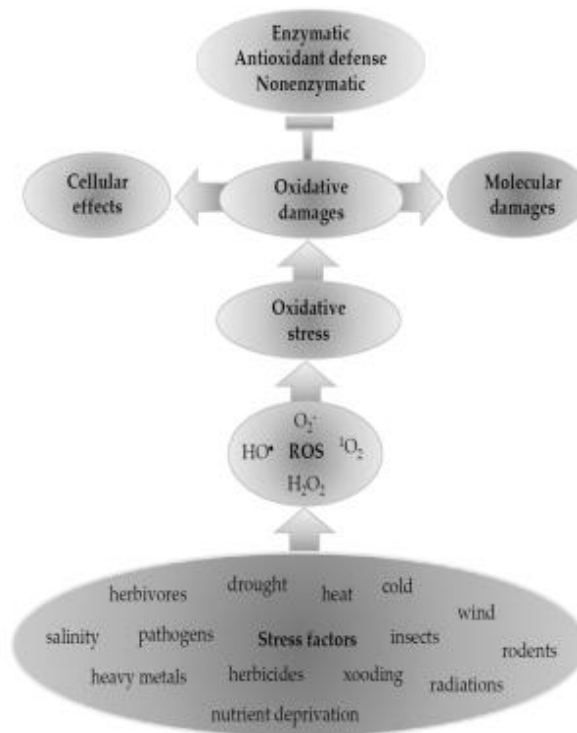 Enzymatic
Antioxidant defense
Nonenzymatic
Cellular
effects
Oxidative
damages
Molecular
damages
Oxidative
stress
O₂⁻
HO• ROS ¹O₂
H₂O₂
herbivores drought heat cold
wind
salinity pathogens Stress factors insects
rodents
heavy metals herbicides xooding radiations
nutrient deprivation